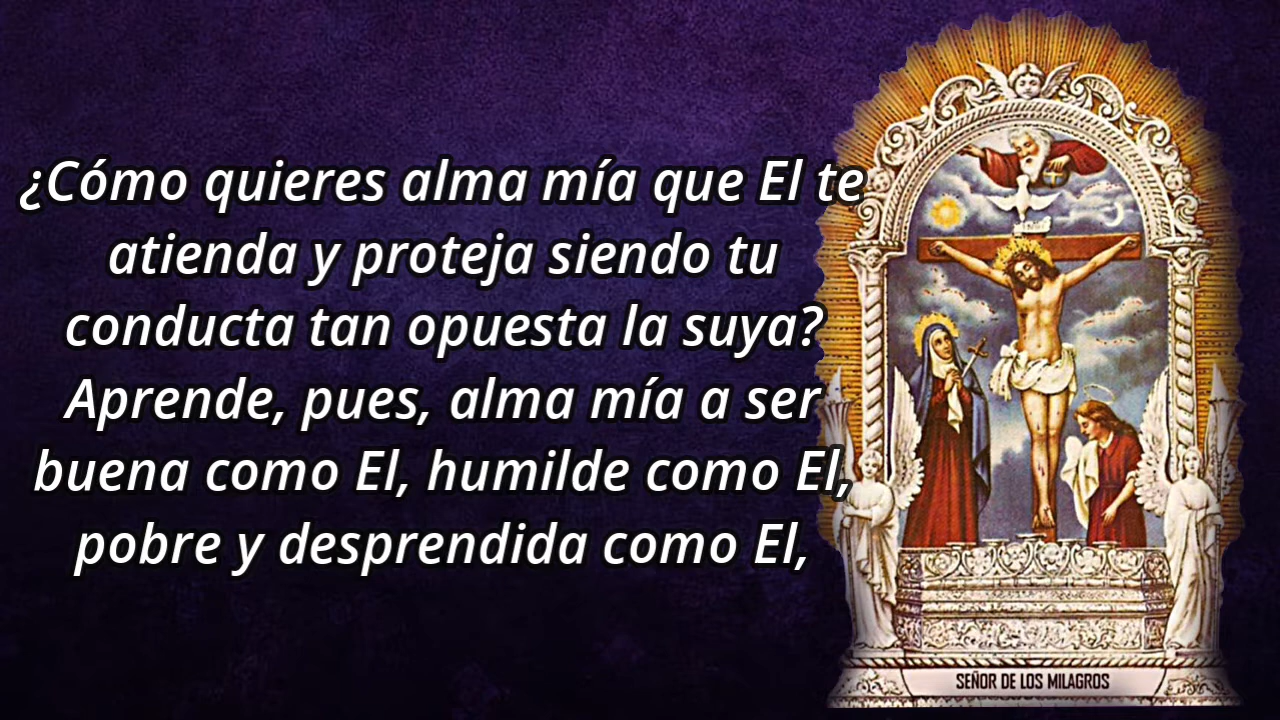 ¿Cómo quieres alma mía que El te
atienda y proteja siendo tu
conducta tan opuesta la suya?
Aprende, pues, alma mía a ser
buena como El, humilde como El,
pobre y desprendida como El,
SEÑOR DE LOS MILAGROS